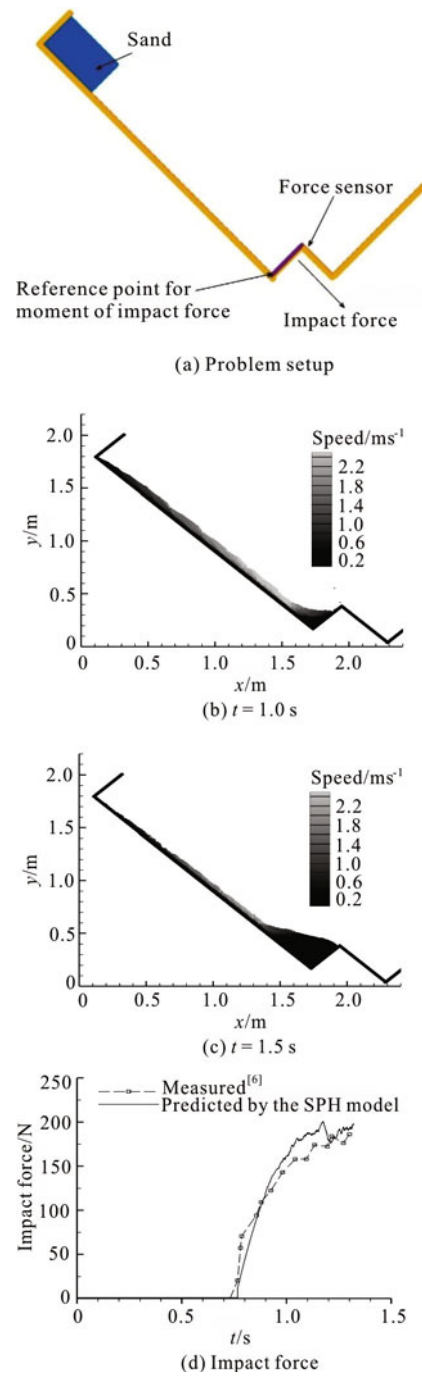 Sand
Force sensor
Reference point for
moment of impact force
Impact force
(a) Problem setup
Speed/ms⁻¹
2.0
2.2
1.8
1.5
1.4
y/m
1.0
1.0
0.6
0.2
0.5
0
0
0.5
1.0
1.5
2.0
x/m
(b) t = 1.0 s
Speed/ms⁻¹
2.0
2.2
1.8
1.5
1.4
y/m
1.0
1.0
0.6
0.2
0.5
0
0
0.5
1.0
1.5
2.0
x/m
(c) t = 1.5 s
250
Measured[6]
Predicted by the SPH model
200
150
Impact force/N
100
50
0
0
0.5
1.0
1.5
t/s
(d) Impact force